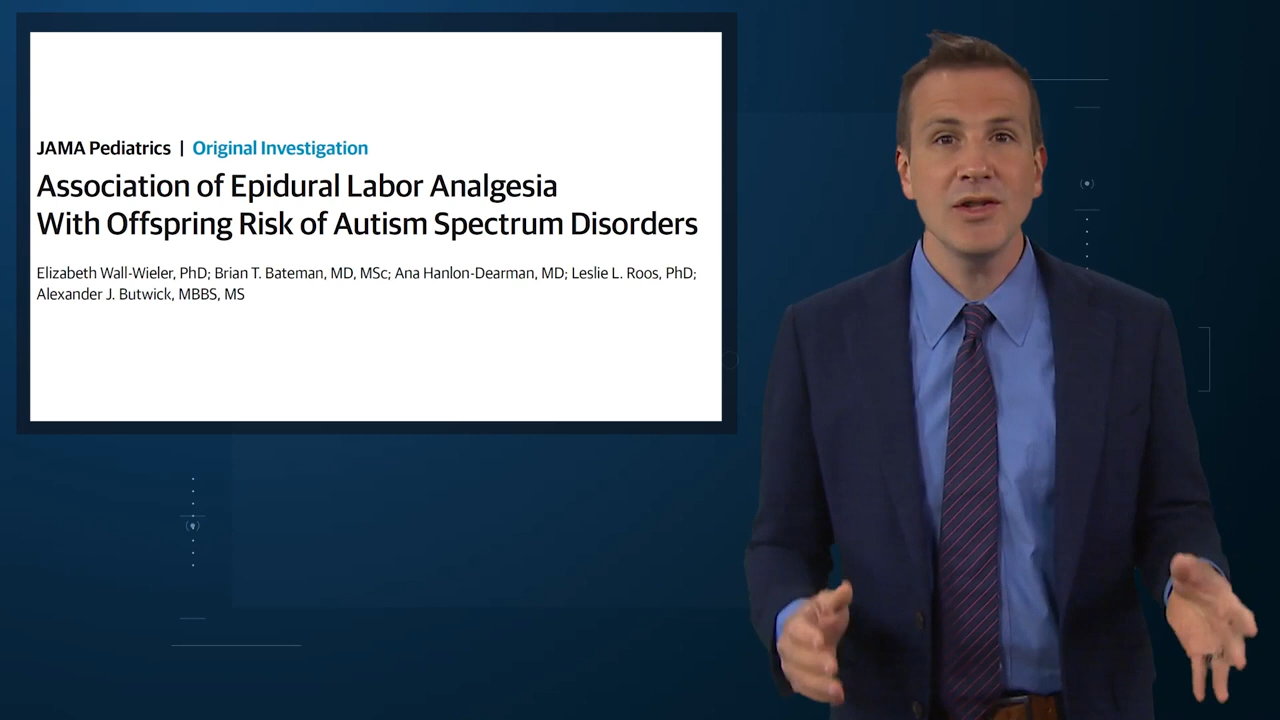 JAMA Pediatrics | Original Investigation
Association of Epidural Labor Analgesia
With Offspring Risk of Autism Spectrum Disorders
Elizabeth Wall-Wieler, PhD; Brian T. Bateman, MD, MSc; Ana Hanlon-Dearman, MD; Leslie L. Roos, PhD;
Alexander J. Butwick, MBBS, MS